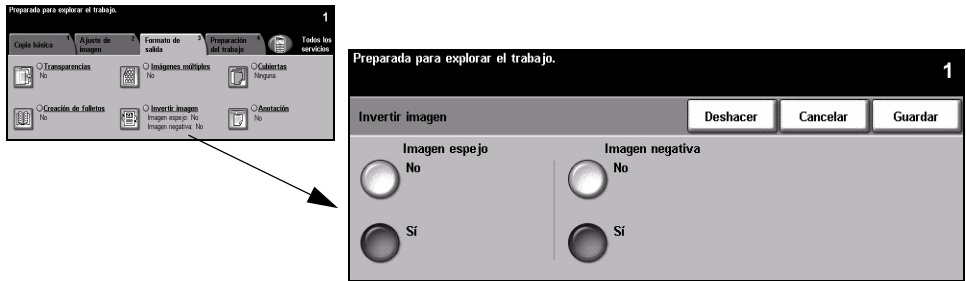 Preparada para explorar el trabajo.
1
Copia básica 1
Ajuste de imagen 2
Formato de salida 3
Preparación del trabajo 4
Todos los servicios
Transparencias
No
Imágenes múltiples
No
Cubiertas
Ninguna
Creación de folletos
No
Invertir imagen
Imagen espejo: No
Imagen negativa: No
Anotación
No
Preparada para explorar el trabajo.
1
Invertir imagen
Deshacer
Cancelar
Guardar
Imagen espejo
Imagen negativa
No
No
Sí
Sí